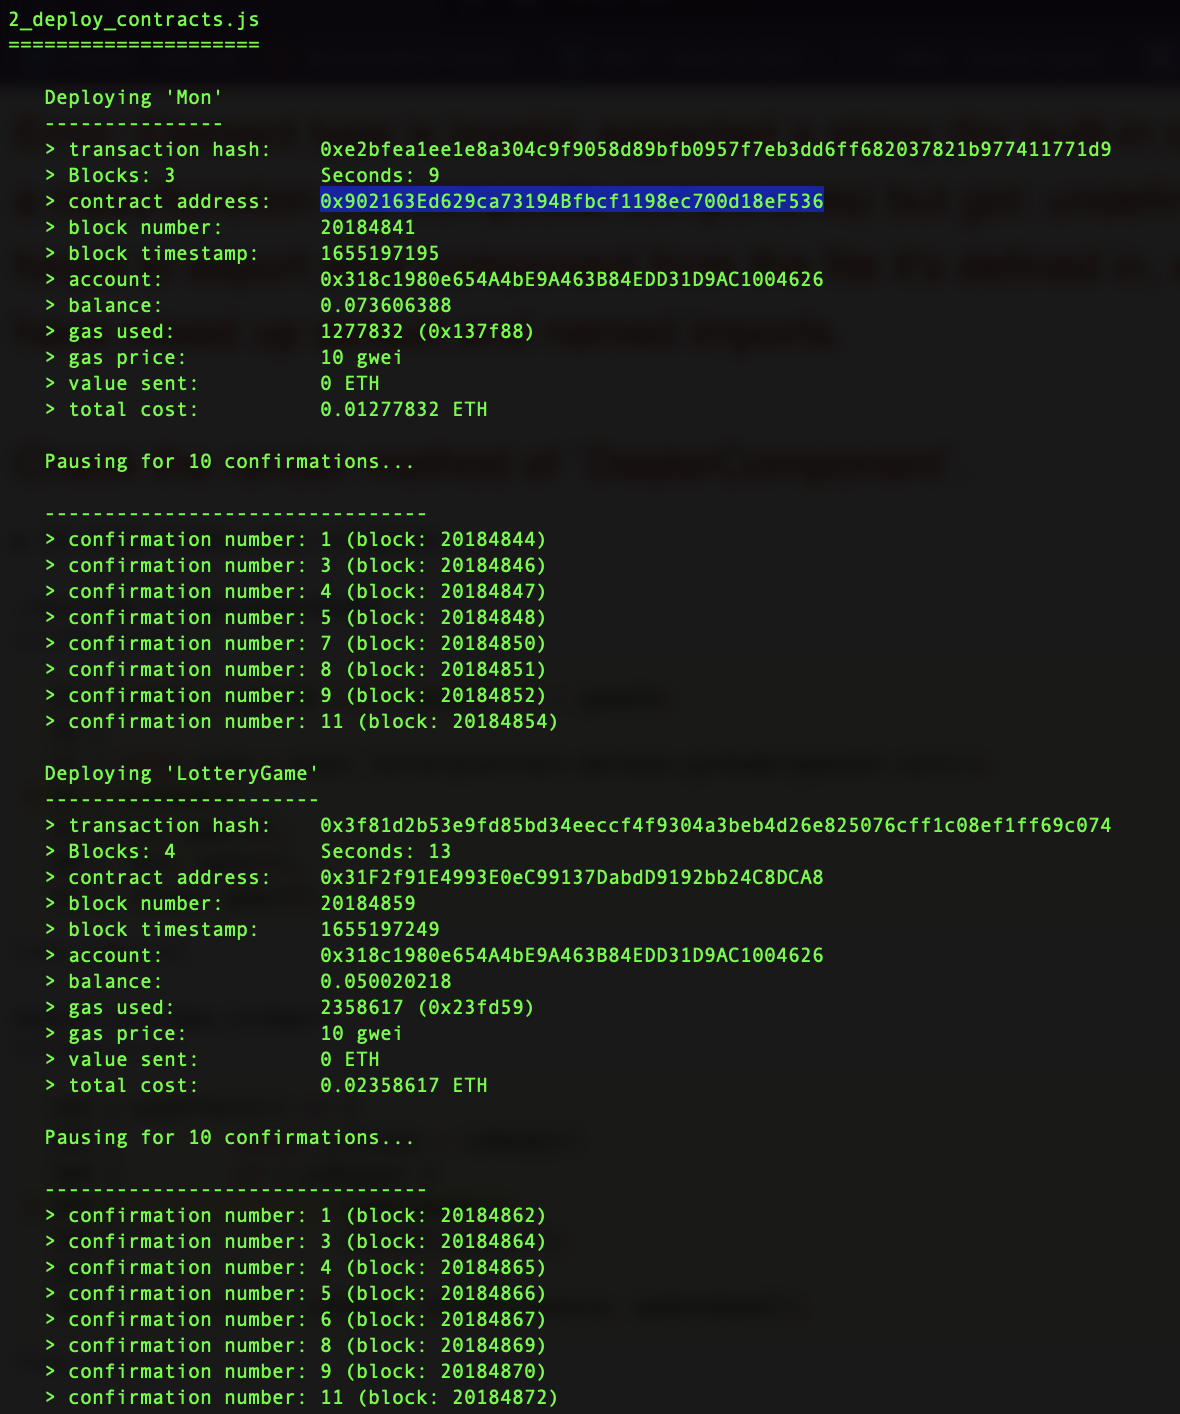 2_deploy_contracts.js
=====================
Deploying 'Mon'
---------------
> transaction hash:    0xe2bfea1ee1e8a304c9f9058d89bfb0957f7eb3dd6ff682037821b977411771d9
> Blocks: 3            Seconds: 9
> contract address:    0x902163Ed629ca73194Bfbcf1198ec700d18eF536
> block number:        20184841
> block timestamp:     1655197195
> account:             0x318c1980e654A4bE9A463B84EDD31D9AC1004626
> balance:             0.073606388
> gas used:            1277832 (0x137f88)
> gas price:           10 gwei
> value sent:          0 ETH
> total cost:          0.01277832 ETH
Pausing for 10 confirmations...
--------------------------------
> confirmation number: 1 (block: 20184844)
> confirmation number: 3 (block: 20184846)
> confirmation number: 4 (block: 20184847)
> confirmation number: 5 (block: 20184848)
> confirmation number: 7 (block: 20184850)
> confirmation number: 8 (block: 20184851)
> confirmation number: 9 (block: 20184852)
> confirmation number: 11 (block: 20184854)
Deploying 'LotteryGame'
-----------------------
> transaction hash:    0x3f81d2b53e9fd85bd34eeccf4f9304a3beb4d26e825076cff1c08ef1ff69c074
> Blocks: 4            Seconds: 13
> contract address:    0x31F2f91E4993E0eC99137DabdD9192bb24C8DCA8
> block number:        20184859
> block timestamp:     1655197249
> account:             0x318c1980e654A4bE9A463B84EDD31D9AC1004626
> balance:             0.050020218
> gas used:            2358617 (0x23fd59)
> gas price:           10 gwei
> value sent:          0 ETH
> total cost:          0.02358617 ETH
Pausing for 10 confirmations...
--------------------------------
> confirmation number: 1 (block: 20184862)
> confirmation number: 3 (block: 20184864)
> confirmation number: 4 (block: 20184865)
> confirmation number: 5 (block: 20184866)
> confirmation number: 6 (block: 20184867)
> confirmation number: 8 (block: 20184869)
> confirmation number: 9 (block: 20184870)
> confirmation number: 11 (block: 20184872)